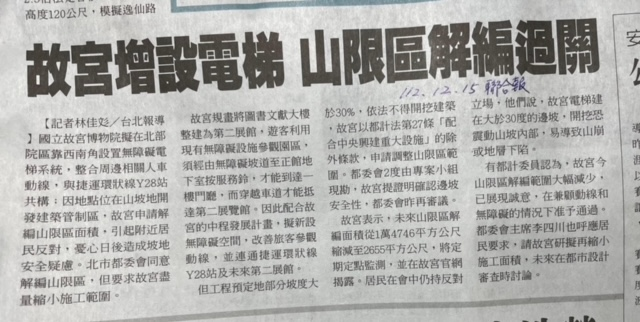 高度120公尺，模擬逸仙路
故宮增設電梯 山限區解編過關
112.12.15 聯合報
【記者林佳彣／台北報導】
國立故宮博物院擬在北部
院區靠西南角設置無障礙電
梯系統，整合周邊相關人車
動線，與捷運環狀線Y28站
共構；因地點位在山坡地開
發建築管制區，故宮申請解
編山限區面積，引起附近居
民反對，憂心日後造成坡地
安全疑慮。北市都委會同意
解編山限區，但要求故宮盡
量縮小施工範圍。
故宮規畫將圖書文獻大樓
整建為第二展館，遊客利用
現有無障礙設施參觀園區，
須經由無障礙坡道至正館地
下室按服務鈴，才能到達一
樓門廳，而穿越車道才能抵
達第二展覽館。因此配合故
宮的中程發展計畫，擬新設
無障礙空間，改善旅客參觀
動線，並連通捷運環狀線
Y28站及未來第二展館。
但工程預定地部分坡度大
於30%，依法不得開挖建築
，故宮以都計法第27條「配
合中央興建重大設施」的除
外條款，申請調整山限區範
圍。都委會2度由專案小組
現勘，故宮提證明確認邊坡
安全性，都委會昨再審議。
故宮表示，未來山限區解
編面積從1萬4746平方公尺
縮減至2655平方公尺，將定
期定點監測，並在故宮官網
揭露。居民在會中仍持反對
立場，他們說，故宮電梯建
在大於30度的邊坡，開挖恐
震動山坡內部，易導致山崩
或地層下陷。
有都計委員認為，故宮今
山限區解編範圍大幅減少，
已展現誠意，在兼顧動線和
無障礙的情況下准予通過。
都委會主席李四川也呼應居
民要求，請故宮研擬再縮小
施工面積，未來在都市設計
審查時討論。